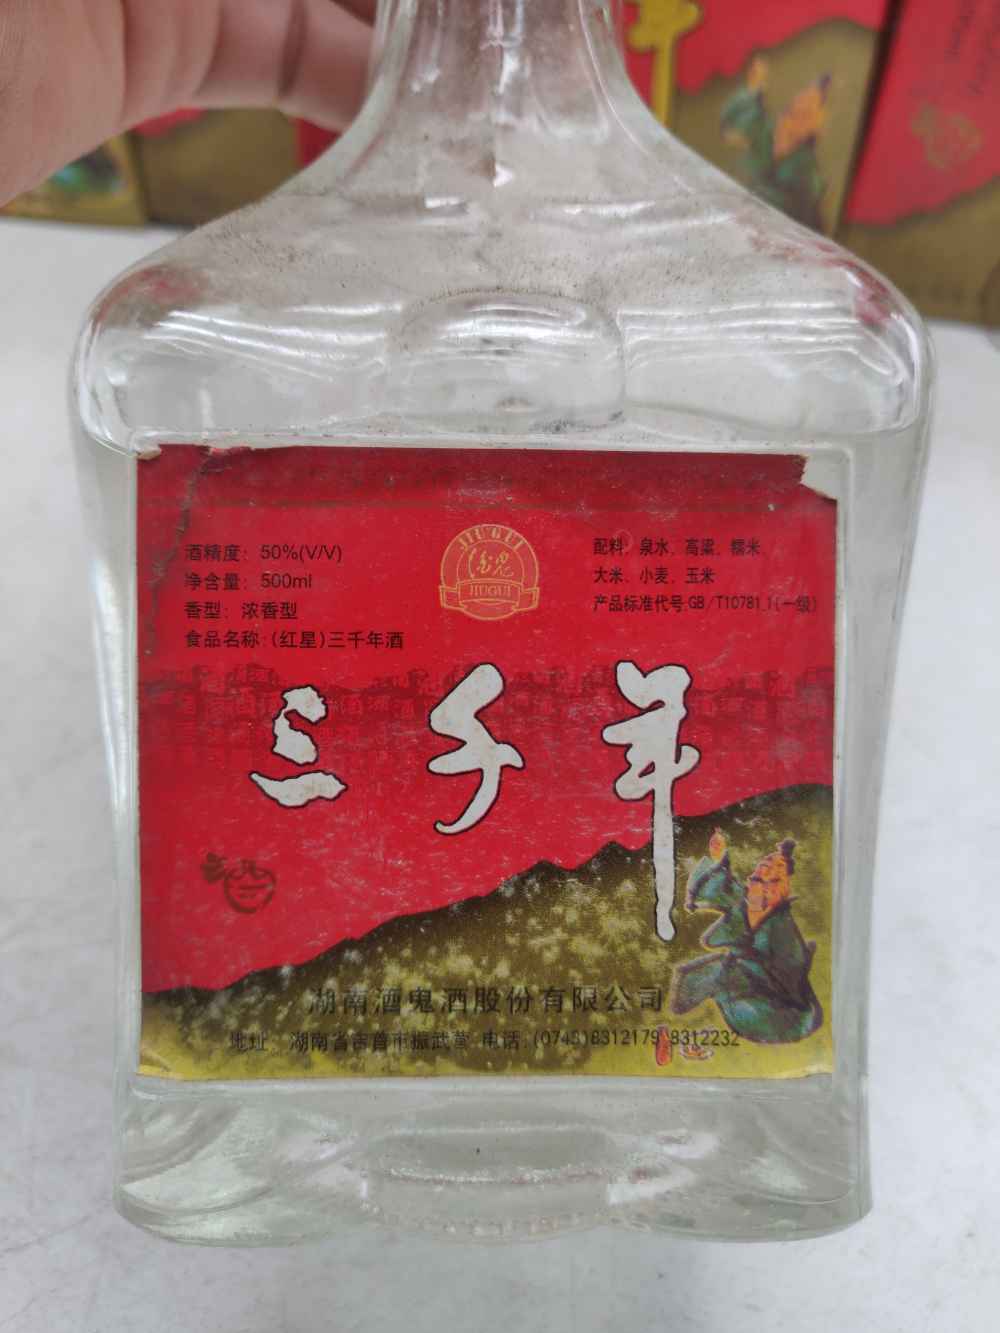 酒精度：50%(V/V)
净含量：500ml
香型：浓香型
食品名称:(红星)三千年酒
JIUGUI
酒鬼
JIUGUI
配料：泉水、高粱、糯米、
大米、小麦、玉米
产品标准代号:GB/T10781.1(一级)
三千年
湖南酒鬼酒股份有限公司
地址：湖南省吉首市振武营 电话:(0745)8312179 8312232